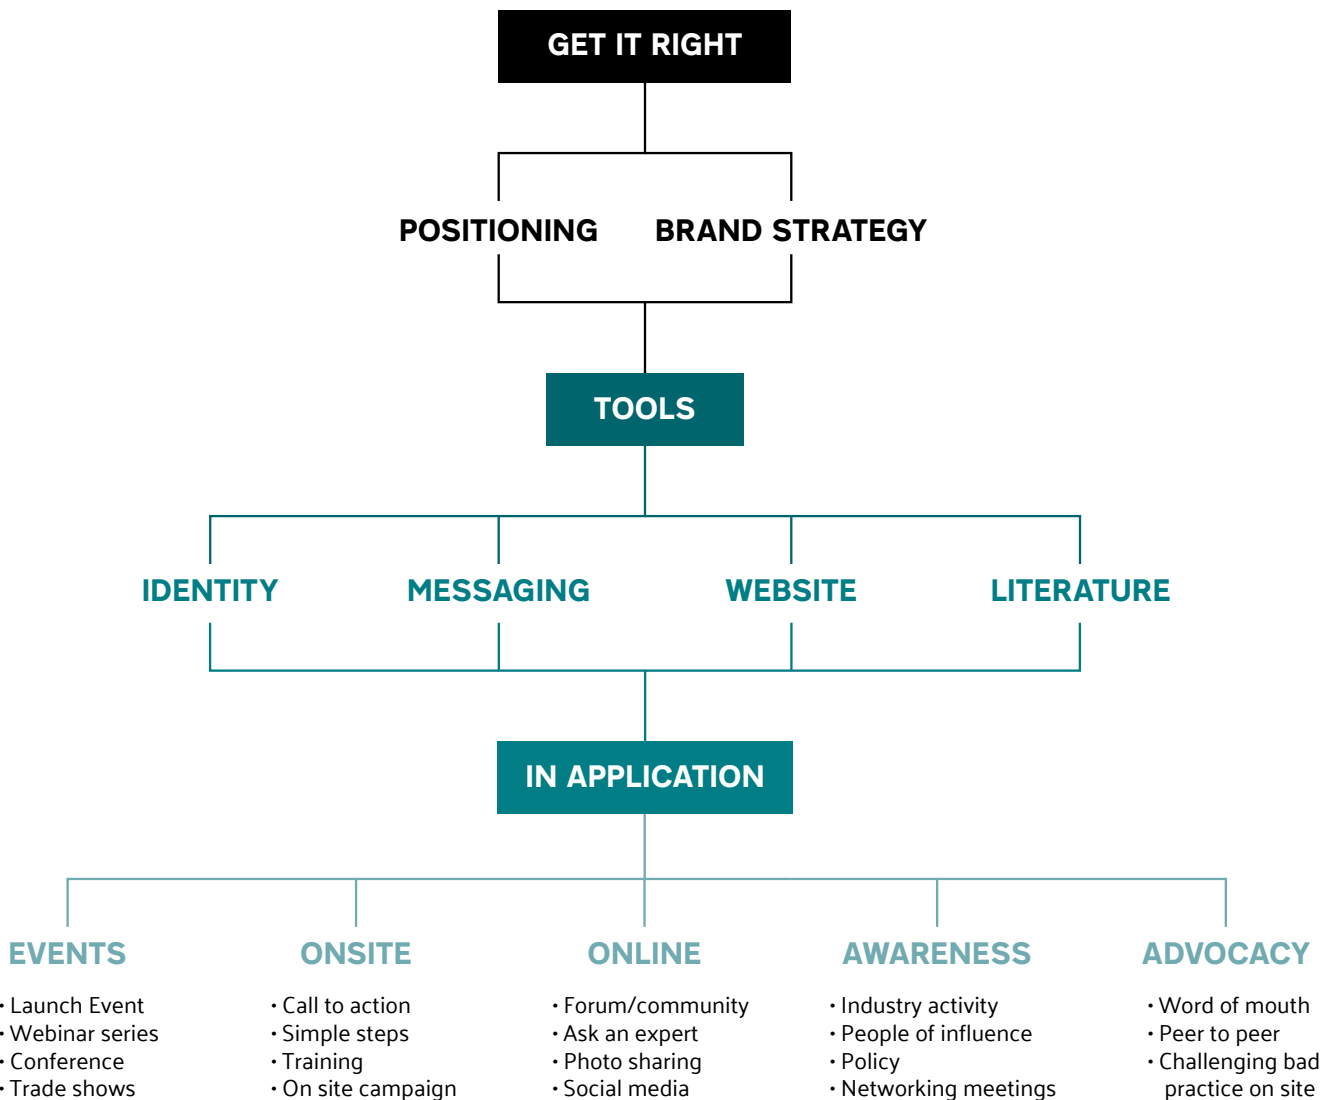 GET IT RIGHT
POSITIONING
BRAND STRATEGY
TOOLS
IDENTITY
MESSAGING
WEBSITE
LITERATURE
IN APPLICATION
EVENTS
• Launch Event
• Webinar series
• Conference
• Trade shows
ONSITE
• Call to action
• Simple steps
• Training
• On site campaign
ONLINE
• Forum/community
• Ask an expert
• Photo sharing
• Social media
AWARENESS
• Industry activity
• People of influence
• Policy
• Networking meetings
ADVOCACY
• Word of mouth
• Peer to peer
• Challenging bad
practice on site